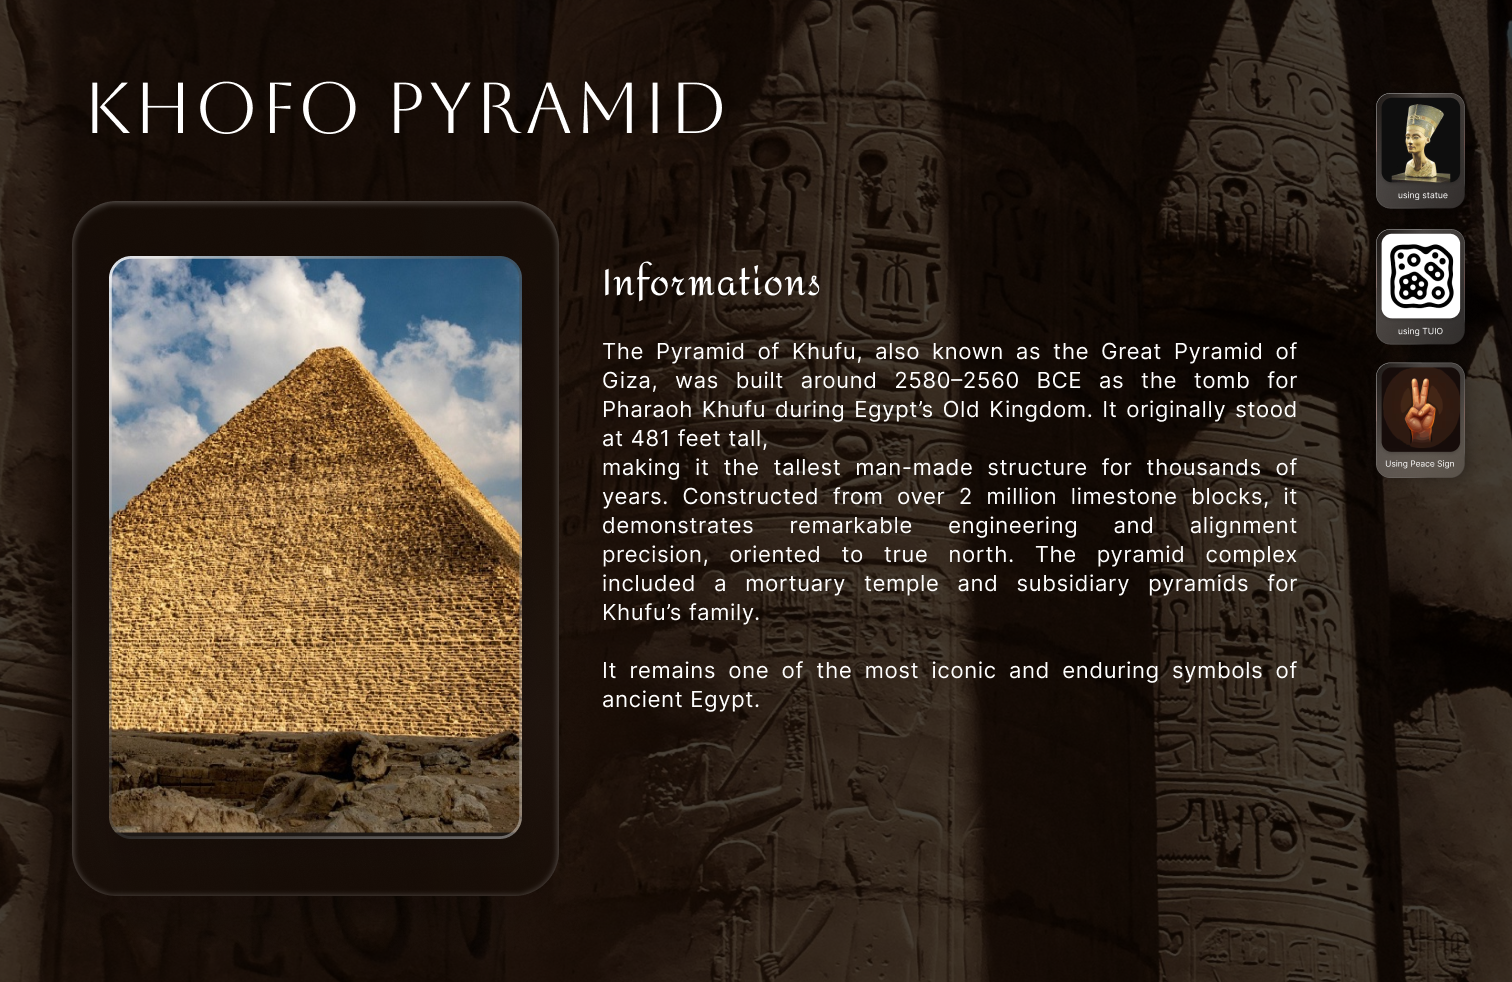 KHOFO PYRAMID
Informations
The Pyramid of Khufu, also known as the Great Pyramid of
Giza, was built around 2580–2560 BCE as the tomb for
Pharaoh Khufu during Egypt’s Old Kingdom. It originally stood
at 481 feet tall,
making it the tallest man-made structure for thousands of
years. Constructed from over 2 million limestone blocks, it
demonstrates remarkable engineering and alignment
precision, oriented to true north. The pyramid complex
included a mortuary temple and subsidiary pyramids for
Khufu’s family.
It remains one of the most iconic and enduring symbols of
ancient Egypt.
using statue
using TUIO
Using Peace Sign